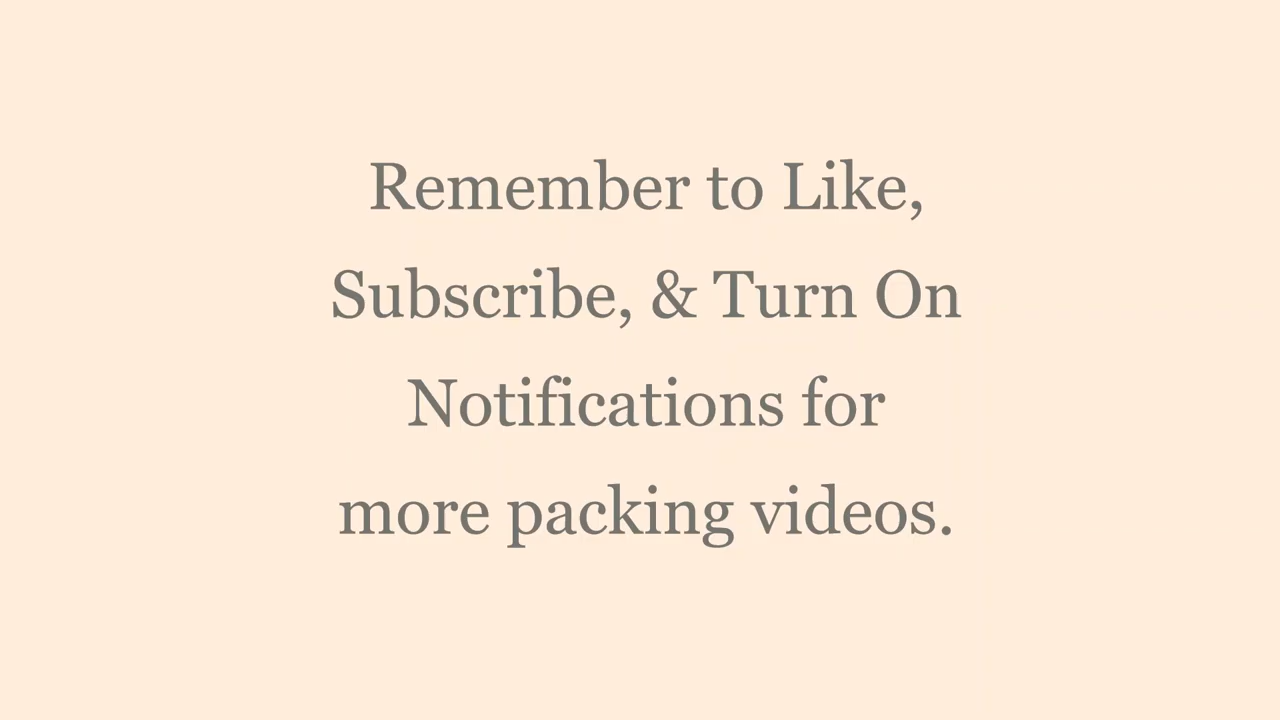 Remember to Like,
Subscribe, & Turn On
Notifications for
more packing videos.